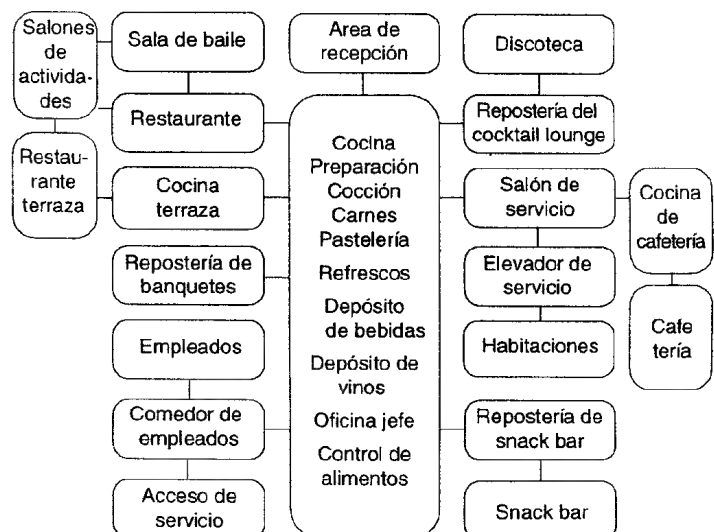 Salones
de
activida-
des
Sala de baile
Area de
recepción
Discoteca
Restaurante
Repostería del
cocktail lounge
Restau-
rante
terraza
Cocina
terraza
Cocina
Preparación
Cocción
Carnes
Pastelería
Refrescos
Depósito
de bebidas
Depósito de
vinos
Oficina jefe
Control de
alimentos
Salón de
servicio
Cocina
de
cafetería
Repostería de
banquetes
Elevador de
servicio
Cafe
tería
Empleados
Habitaciones
Comedor de
empleados
Repostería de
snack bar
Acceso de
servicio
Snack bar